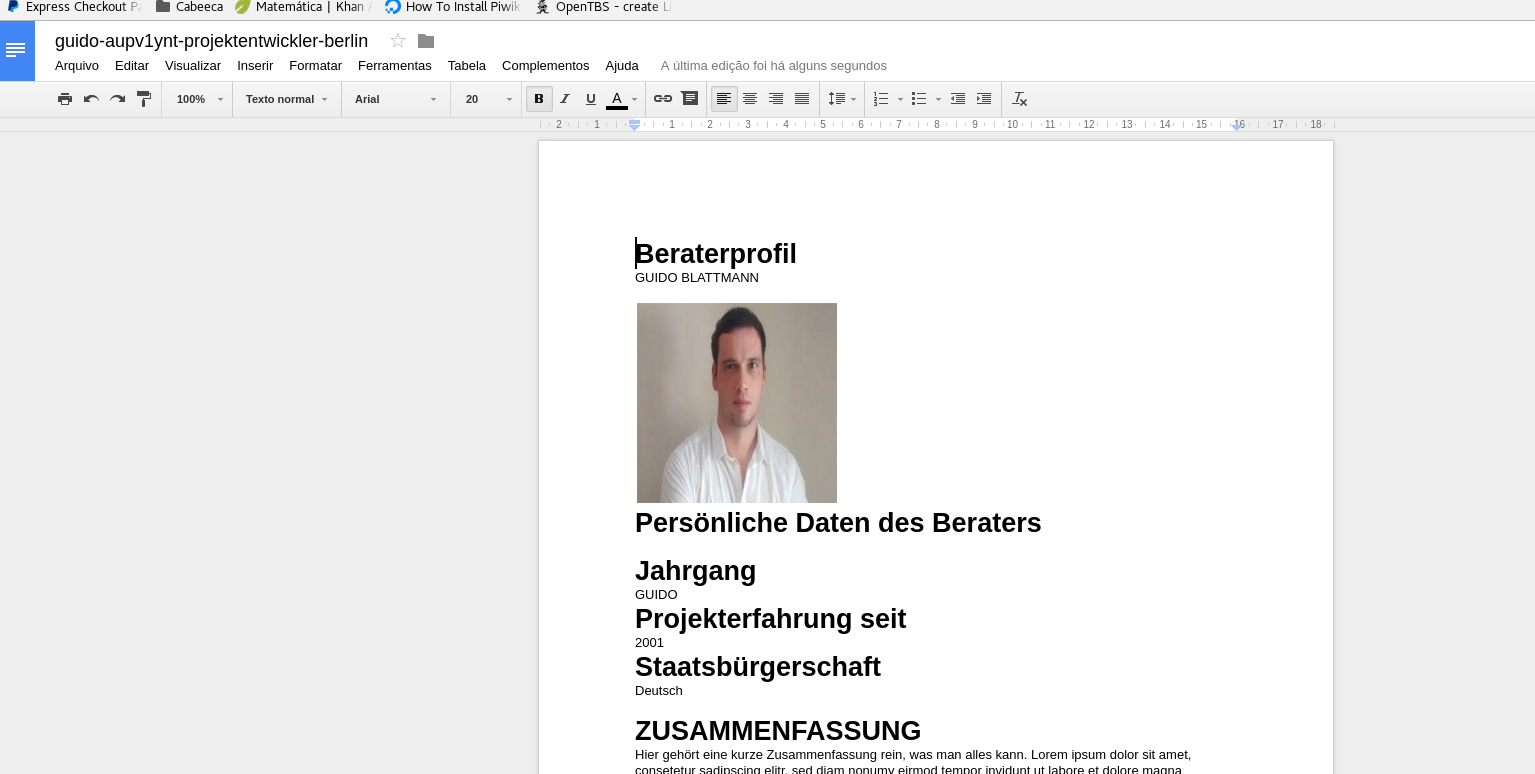 Express Checkout Cabeeca Matemática | Khan How To Install Piwik OpenTBS - create
guido-aupv1ynt-projektentwickler-berlin
Arquivo Editar Visualizar Inserir Formatar Ferramentas Tabela Complementos Ajuda A última edição foi há alguns segundos
100% Texto normal Arial 20 B I U A
2 1 1 2 3 4 5 6 7 8 9 10 11 12 13 14 15 16 17 18
Beraterprofil
GUIDO BLATTMANN
Persönliche Daten des Beraters
Jahrgang
GUIDO
Projekterfahrung seit
2001
Staatsbürgerschaft
Deutsch
ZUSAMMENFASSUNG
Hier gehört eine kurze Zusammenfassung rein, was man alles kann. Lorem ipsum dolor sit amet,
consetetur sadipscing elitr, sed diam nonumy eirmod tempor invidunt ut labore et dolore magna